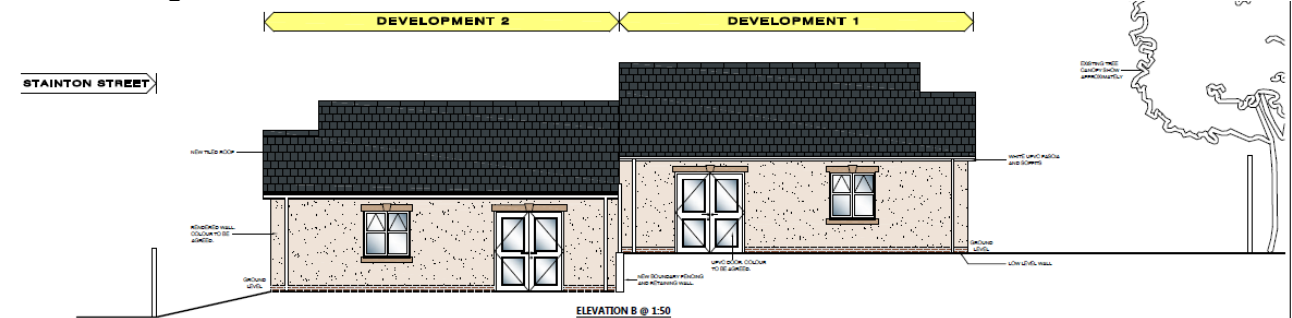 DEVELOPMENT 2
DEVELOPMENT 1
STAINTON STREET
EXISTING TREE
CANOPY SHOW
APPROXIMATELY
NEW TILED ROOF
WHITE UPVC FASCIA
AND SOFFITS
RENDERED WALL
COLOUR TO BE
AGREED.
GROUND
LEVEL
GROUND
LEVEL
UPVC DOOR COLOUR
TO BE AGREED.
LOW LEVEL WALL
NEW BOUNDARY FENCING
AND RETAINING WALL.
ELEVATION B @ 1:50